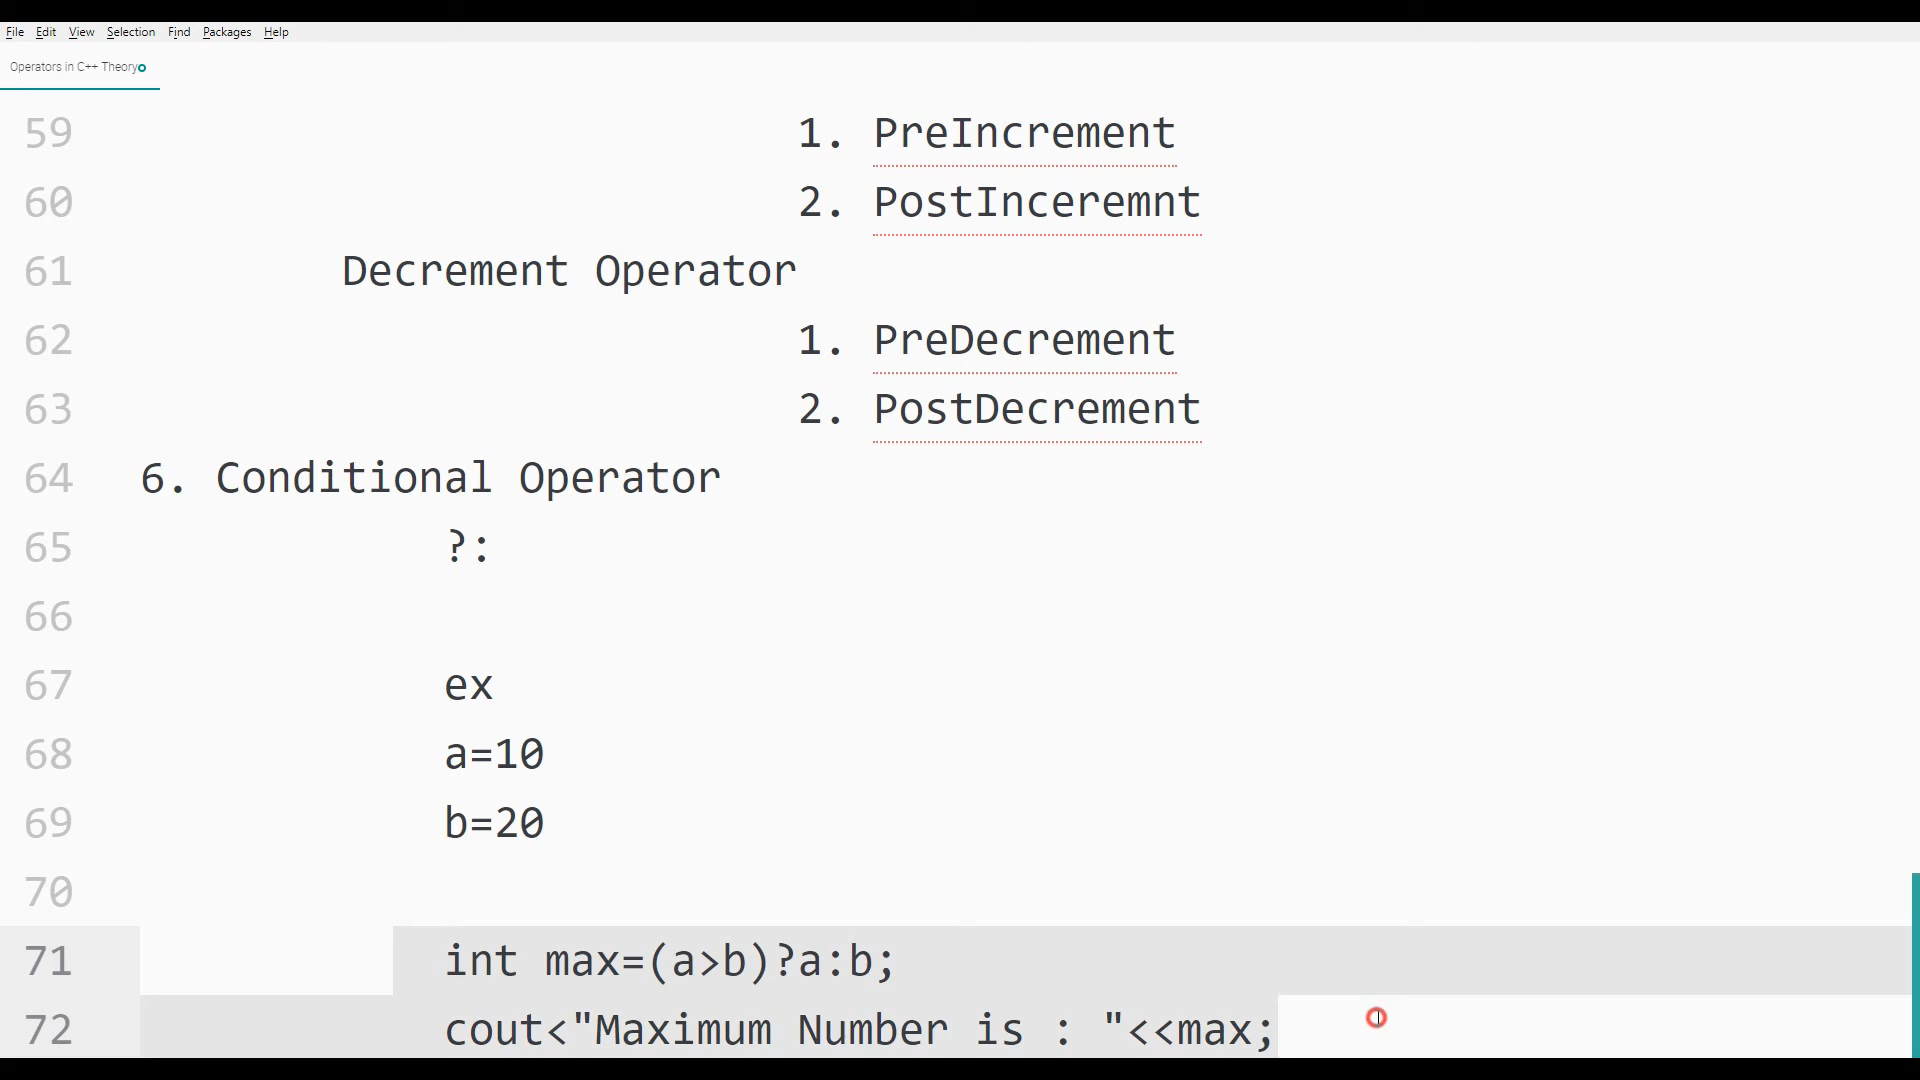 File Edit View Selection Find Packages Help
Operators in C++ Theory
59 1. PreIncrement
60 2. PostInceremnt
61 Decrement Operator
62 1. PreDecrement
63 2. PostDecrement
64 6. Conditional Operator
65 ?:
66
67 ex
68 a=10
69 b=20
70
71 int max=(a>b)?a:b;
72 cout<"Maximum Number is : "<<max;